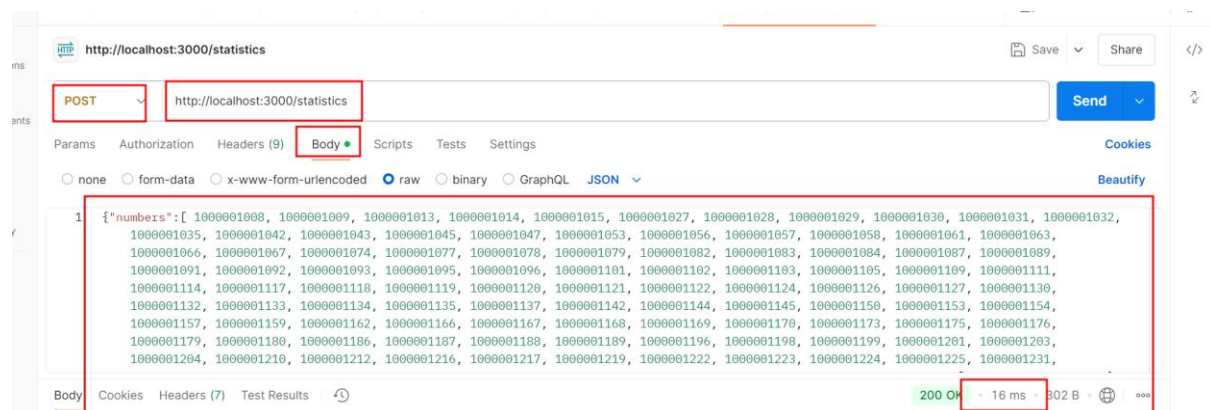 http://localhost:3000/statistics Save Share </>
ons
POST http://localhost:3000/statistics Send
ents
Params Authorization Headers (9) Body Scripts Tests Settings Cookies
none form-data x-www-form-urlencoded raw binary GraphQL JSON Beautify
1 {"numbers":[ 1000001008, 1000001009, 1000001013, 1000001014, 1000001015, 1000001027, 1000001028, 1000001029, 1000001030, 1000001031, 1000001032,
1000001035, 1000001042, 1000001043, 1000001045, 1000001047, 1000001053, 1000001056, 1000001057, 1000001058, 1000001061, 1000001063,
1000001066, 1000001067, 1000001074, 1000001077, 1000001078, 1000001079, 1000001082, 1000001083, 1000001084, 1000001087, 1000001089,
1000001091, 1000001092, 1000001093, 1000001095, 1000001096, 1000001101, 1000001102, 1000001103, 1000001105, 1000001109, 1000001111,
1000001114, 1000001117, 1000001118, 1000001119, 1000001120, 1000001121, 1000001122, 1000001124, 1000001126, 1000001127, 1000001130,
1000001132, 1000001133, 1000001134, 1000001135, 1000001137, 1000001142, 1000001144, 1000001145, 1000001150, 1000001153, 1000001154,
1000001157, 1000001159, 1000001162, 1000001166, 1000001167, 1000001168, 1000001169, 1000001170, 1000001173, 1000001175, 1000001176,
1000001179, 1000001180, 1000001186, 1000001187, 1000001188, 1000001189, 1000001196, 1000001198, 1000001199, 1000001201, 1000001203,
1000001204, 1000001210, 1000001212, 1000001216, 1000001217, 1000001219, 1000001222, 1000001223, 1000001224, 1000001225, 1000001231,
Body Cookies Headers (7) Test Results 200 OK 16 ms 302 B